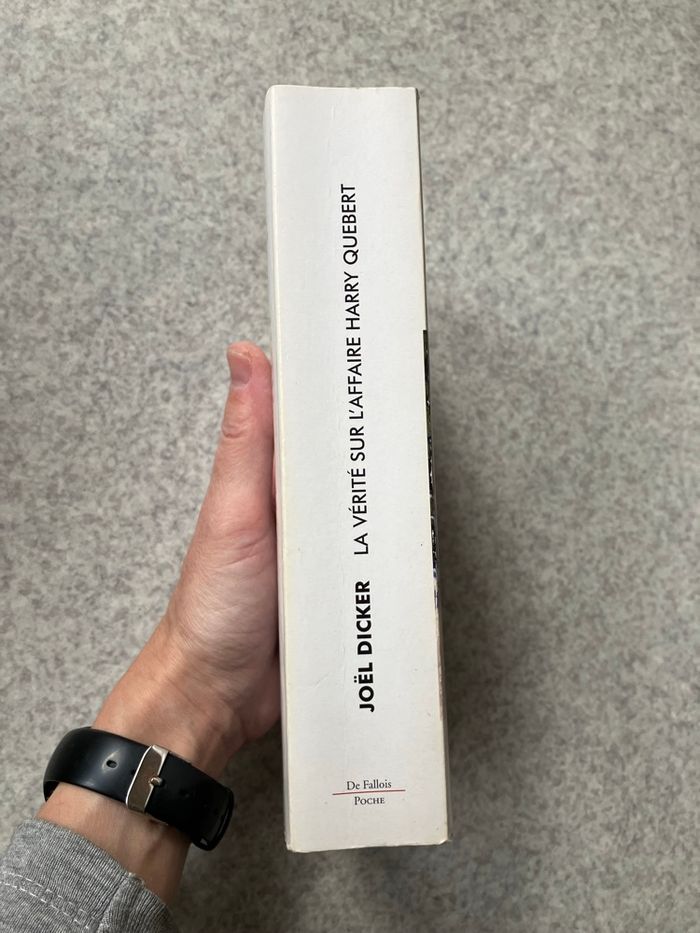 JOËL DICKER LA VÉRITÉ SUR L'AFFAIRE HARRY QUEBERT
De Fallois
POCHE